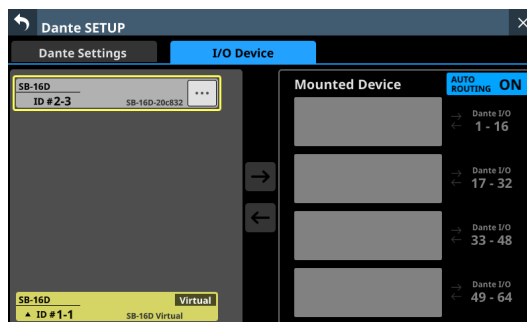 Dante SETUP
Dante Settings
I/O Device
SB-16D
ID #2-3
SB-16D-20c832
...
Mounted Device
AUTO ROUTING ON
Dante I/O
1 - 16
Dante I/O
17 - 32
Dante I/O
33 - 48
Dante I/O
49 - 64
SB-16D
Virtual
▲ ID #1-1
SB-16D Virtual